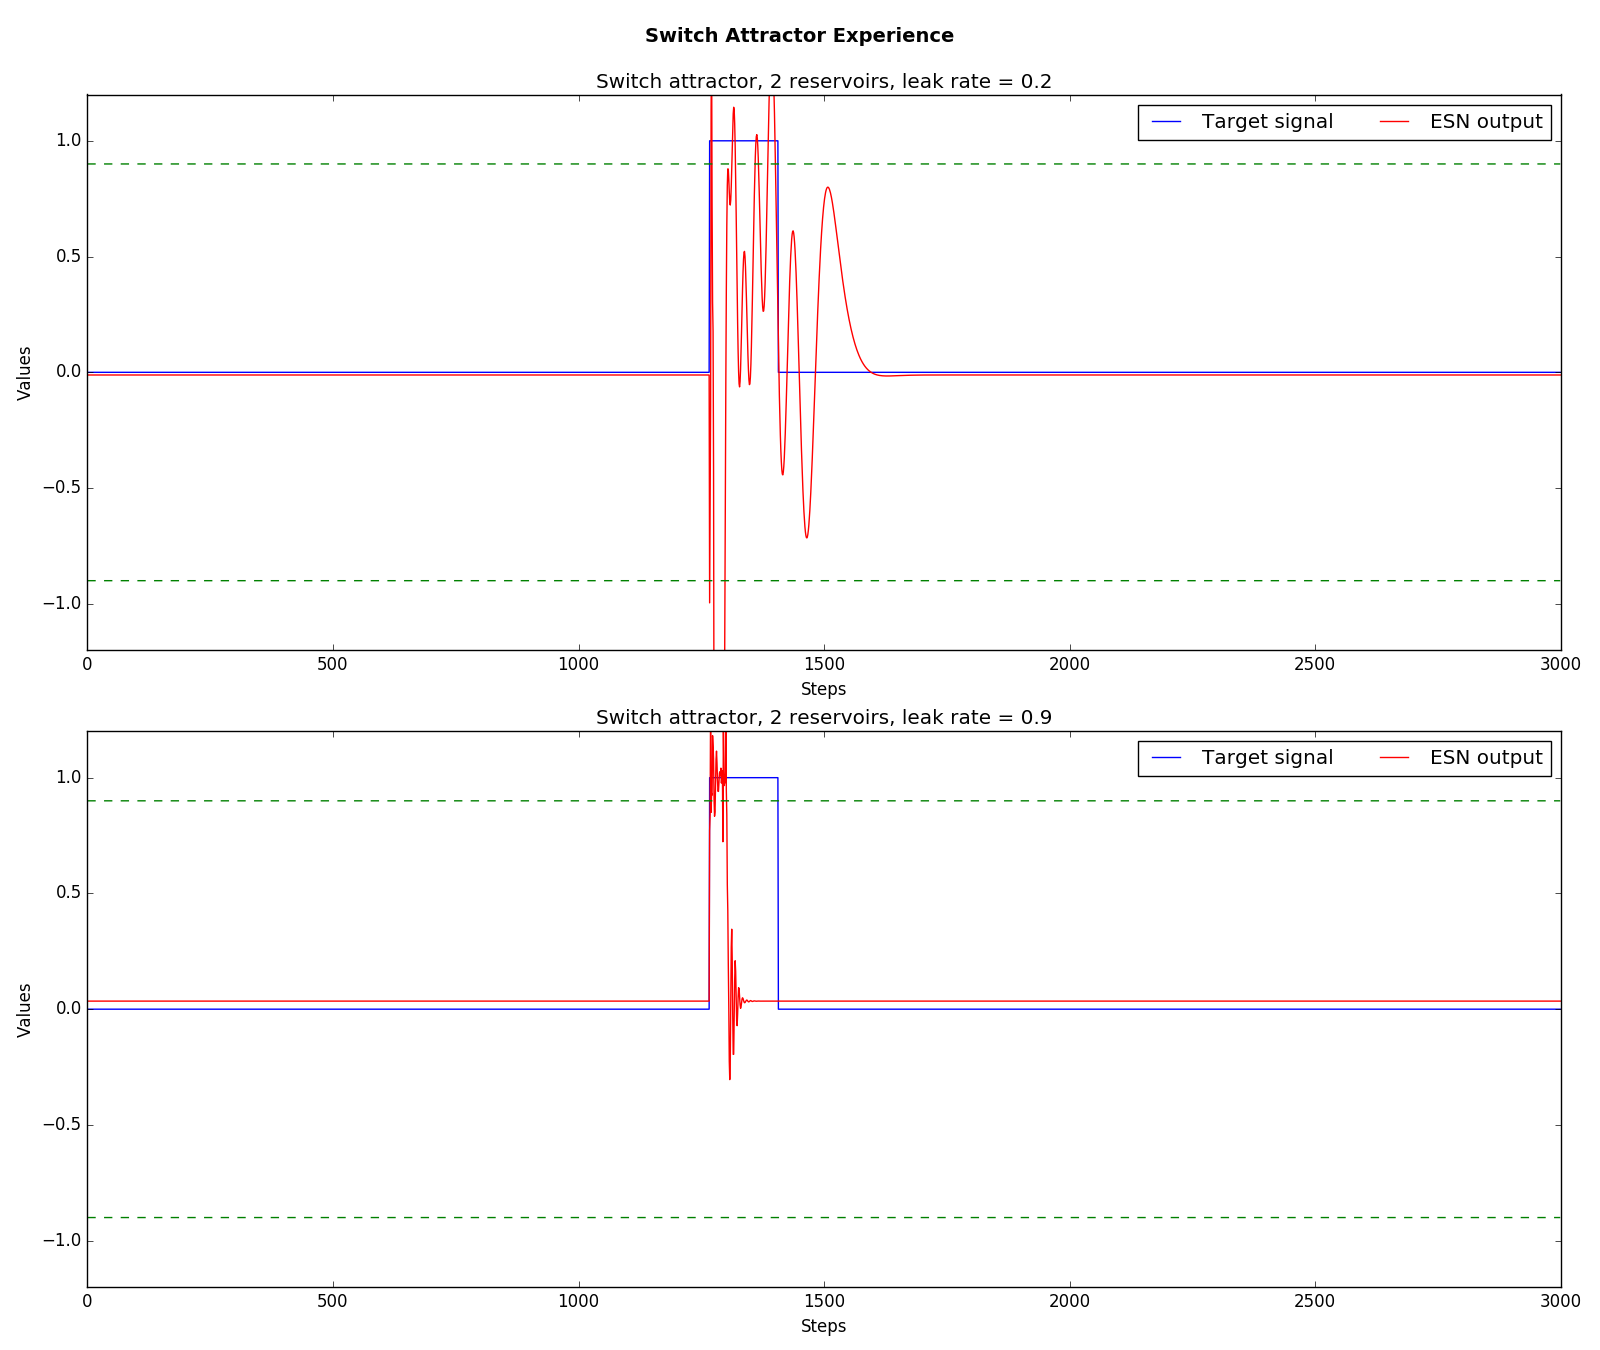 Switch Attractor Experience
Switch attractor, 2 reservoirs, leak rate = 0.2
Target signal ESN output
1.0
0.5
0.0
−0.5
−1.0
Values
0 500 1000 1500 2000 2500 3000
Steps
Switch attractor, 2 reservoirs, leak rate = 0.9
Target signal ESN output
1.0
0.5
0.0
−0.5
−1.0
Values
0 500 1000 1500 2000 2500 3000
Steps